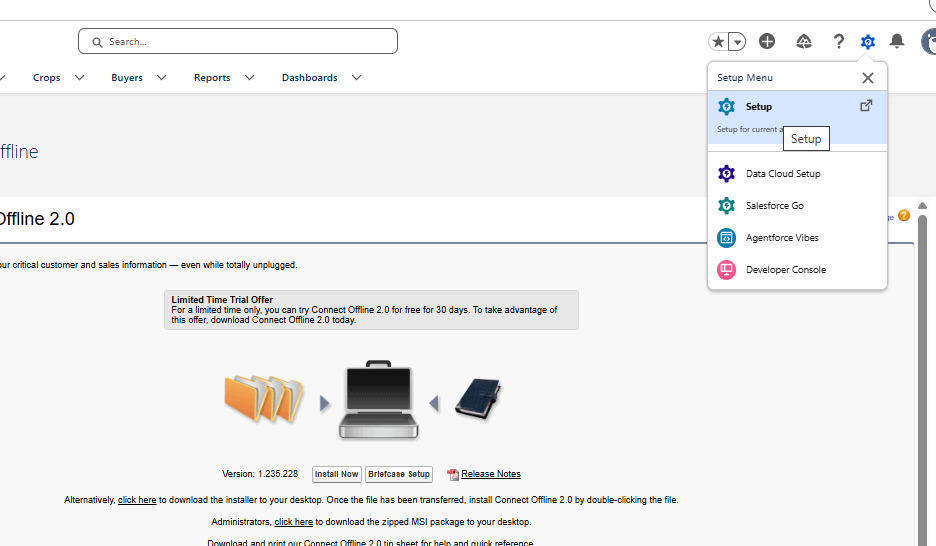 Search...
Crops
Buyers
Reports
Dashboards
Setup Menu
Setup
Setup for current a
Setup
Data Cloud Setup
Salesforce Go
Agentforce Vibes
Developer Console
ffline
Offline 2.0
ge
our critical customer and sales information — even while totally unplugged.
Limited Time Trial Offer
For a limited time only, you can try Connect Offline 2.0 for free for 30 days. To take advantage of
this offer, download Connect Offline 2.0 today.
Version: 1.235.228 Install Now Briefcase Setup Release Notes
Alternatively, click here to download the installer to your desktop. Once the file has been transferred, install Connect Offline 2.0 by double-clicking the file.
Administrators, click here to download the zipped MSI package to your desktop.
Download and print our Connect Offline 2.0 tip sheet for help and quick reference.